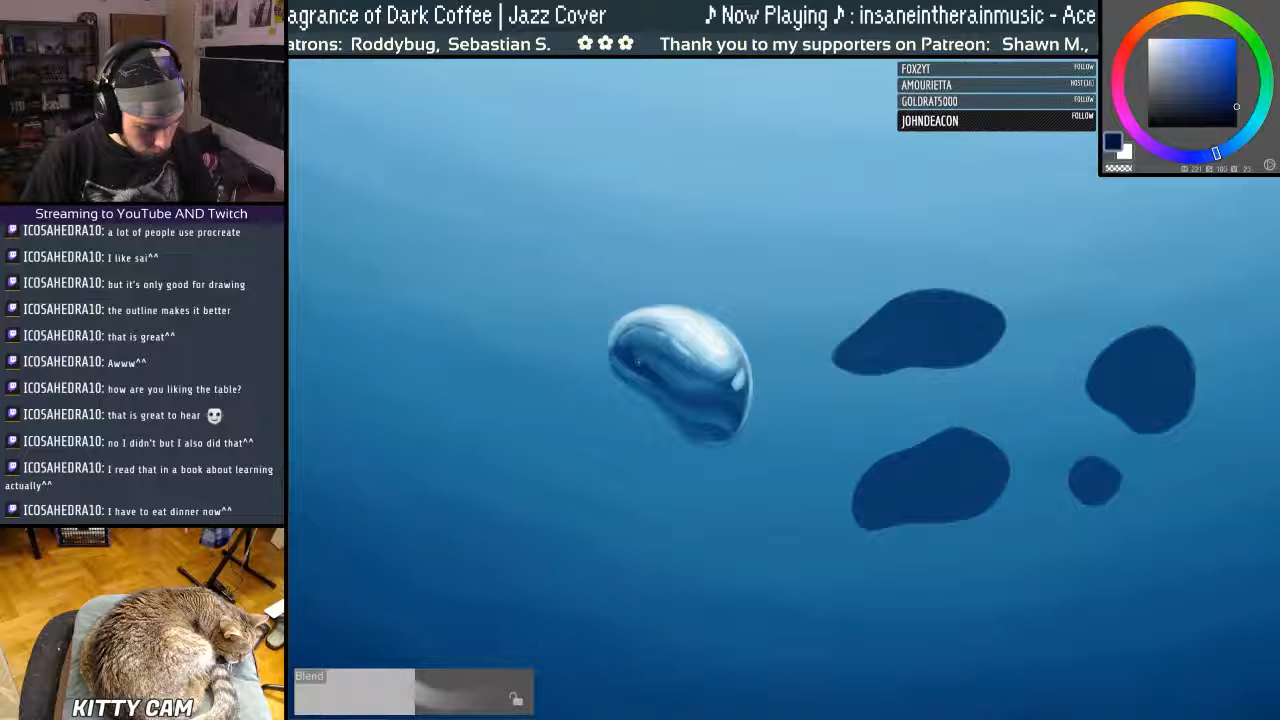 agrance of Dark Coffee | Jazz Cover ♪ Now Playing ♪ : insaneintherainmusic - Ace
atrons: Roddybug, Sebastian S. ✿ ✿ ✿ Thank you to my supporters on Patreon: Shawn M.,
FOXZYT FOLLOW
AMOURIETTA HOST(16)
GOLDRAT5000 FOLLOW
JOHNDEACON FOLLOW
Streaming to YouTube AND Twitch
ICOSAHEDRA10: a lot of people use procreate
ICOSAHEDRA10: I like sai^^
ICOSAHEDRA10: but it's only good for drawing
ICOSAHEDRA10: the outline makes it better
ICOSAHEDRA10: that is great^^
ICOSAHEDRA10: Awww^^
ICOSAHEDRA10: how are you liking the table?
ICOSAHEDRA10: that is great to hear
ICOSAHEDRA10: no I didn't but I also did that^^
ICOSAHEDRA10: I read that in a book about learning
actually^^
ICOSAHEDRA10: I have to eat dinner now^^
KITTY CAM
Blend